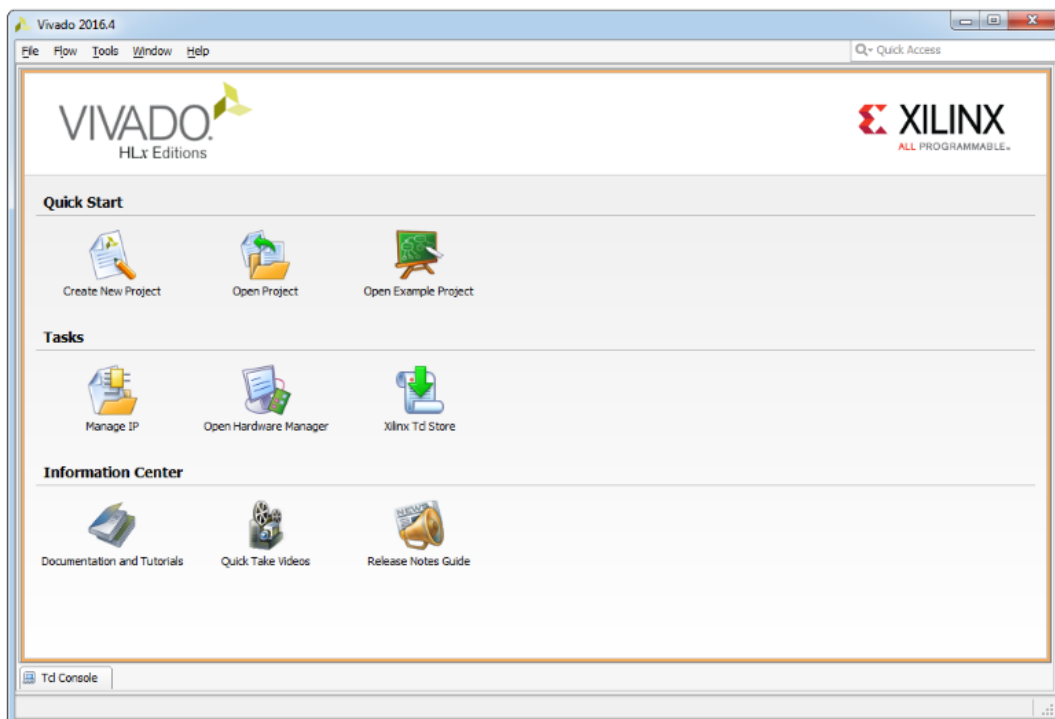 Vivado 2016.4
File Flow Tools Window Help
Quick Access
VIVADO.
HLx Editions
XILINX
ALL PROGRAMMABLE™
Quick Start
Create New Project
Open Project
Open Example Project
Tasks
Manage IP
Open Hardware Manager
Xilinx Tcl Store
Information Center
NEWS
Documentation and Tutorials
Quick Take Videos
Release Notes Guide
Tcl Console